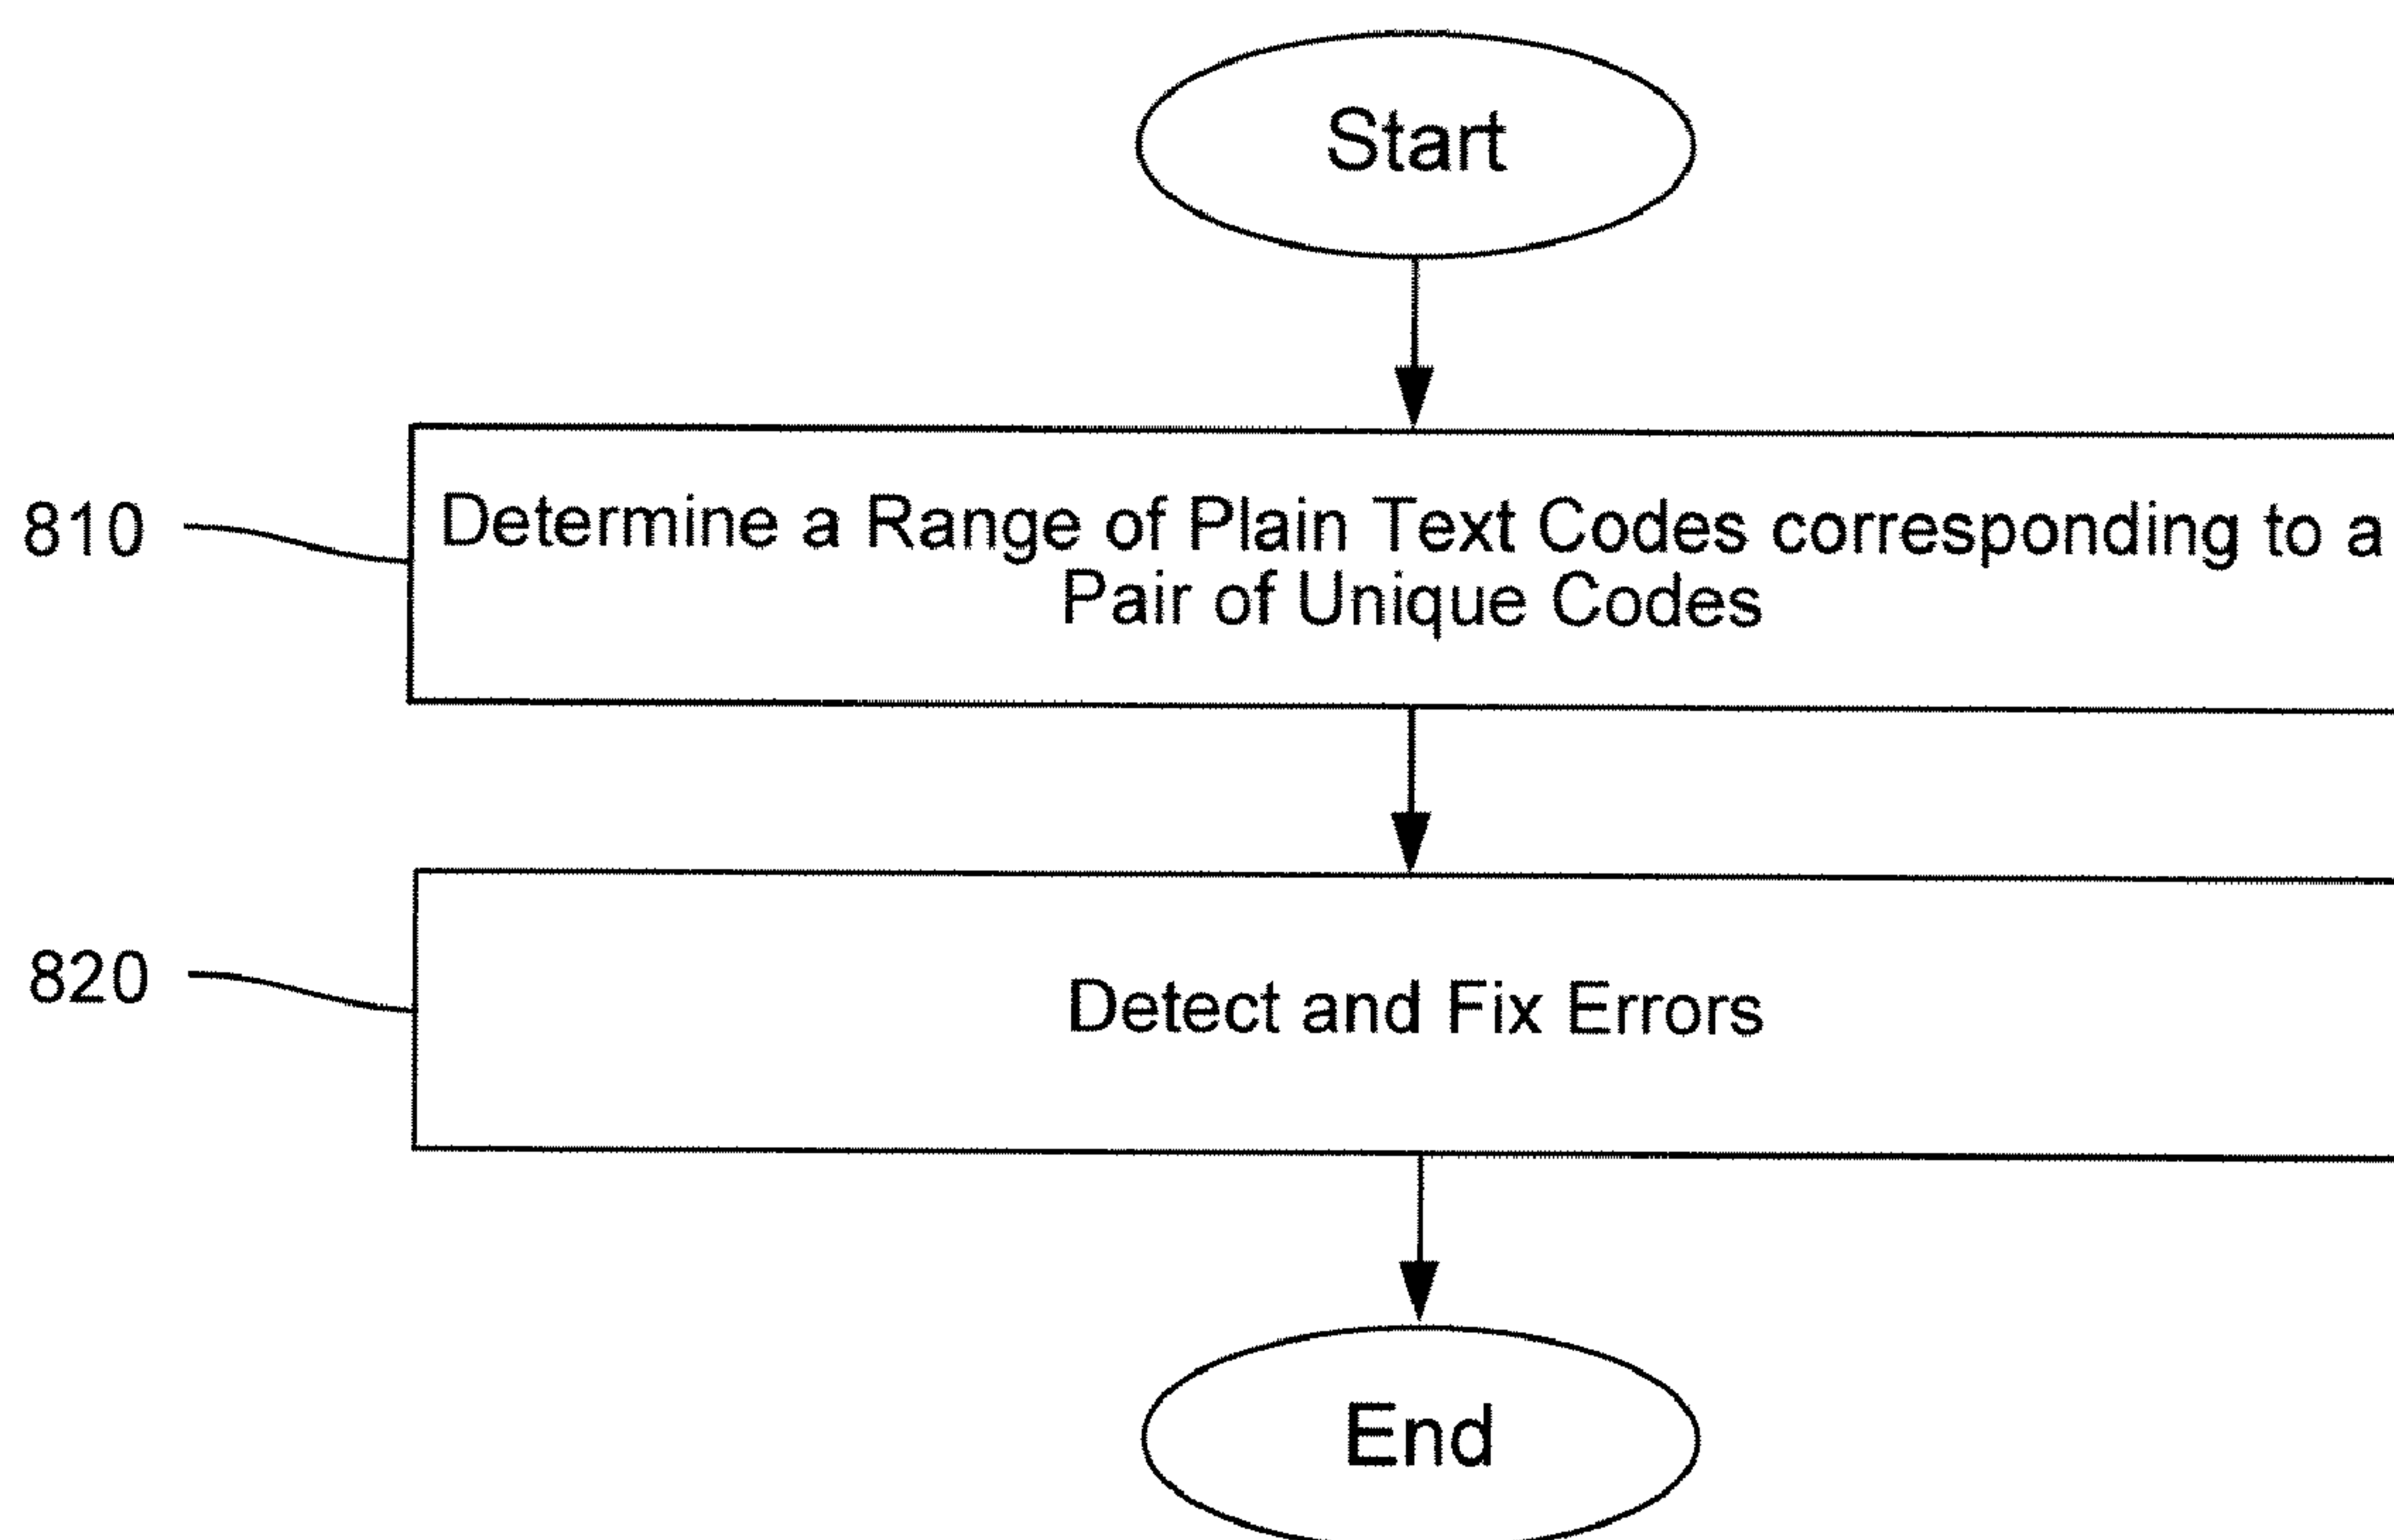 Start
810
Determine a Range of Plain Text Codes corresponding to a
Pair of Unique Codes
820
Detect and Fix Errors
End